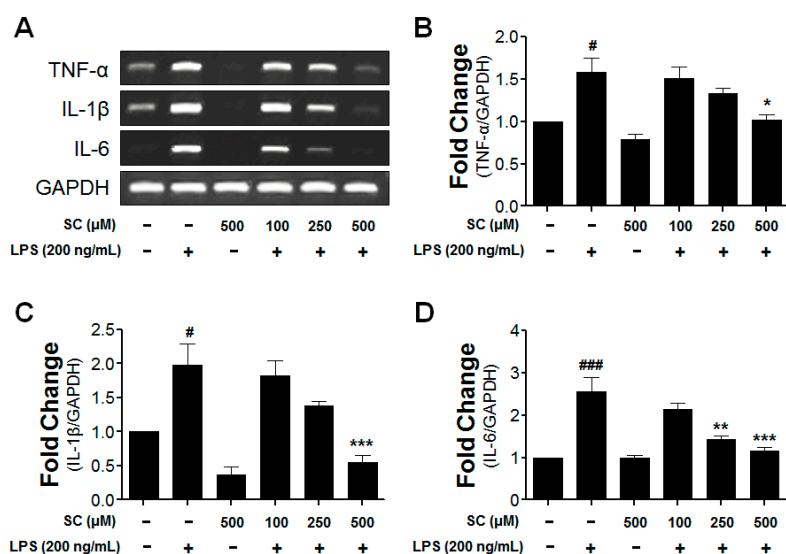 A
TNF-α
IL-1β
IL-6
GAPDH
SC (μM) – – 500 100 250 500
LPS (200 ng/mL) – + – + + +
B
Fold Change
(TNF-α/GAPDH)
2.0
1.5
1.0
0.5
0.0
#
*
SC (μM) – – 500 100 250 500
LPS (200 ng/mL) – + – + + +
C
Fold Change
(IL-1β/GAPDH)
2.5
2.0
1.5
1.0
0.5
0.0
#
***
SC (μM) – – 500 100 250 500
LPS (200 ng/mL) – + – + + +
D
Fold Change
(IL-6/GAPDH)
4
3
2
1
0
###
**
***
SC (μM) – – 500 100 250 500
LPS (200 ng/mL) – + – + + +